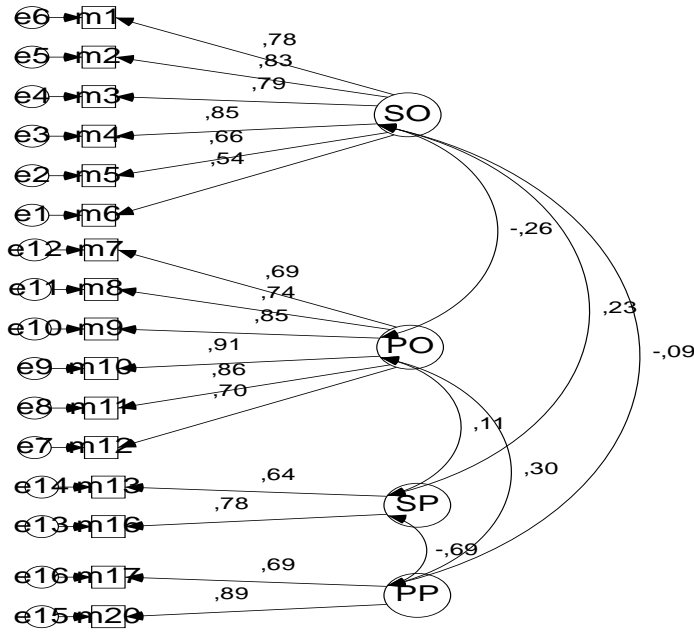 e6 m1
,78
e5 m2
,83
e4 m3
,79
SO
e3 m4
,85
e2 m5
,66
e1 m6
,54
e12 m7
-,26
,69
e11 m8
,74
,23
e10 m9
,85
PO
-,09
e9 m10
,91
e8 m11
,86
e7 m12
,70
,11
e14 m13
,64
,30
SP
e13 m16
,78
-,69
e16 m17
,69
PP
e15 m20
,89